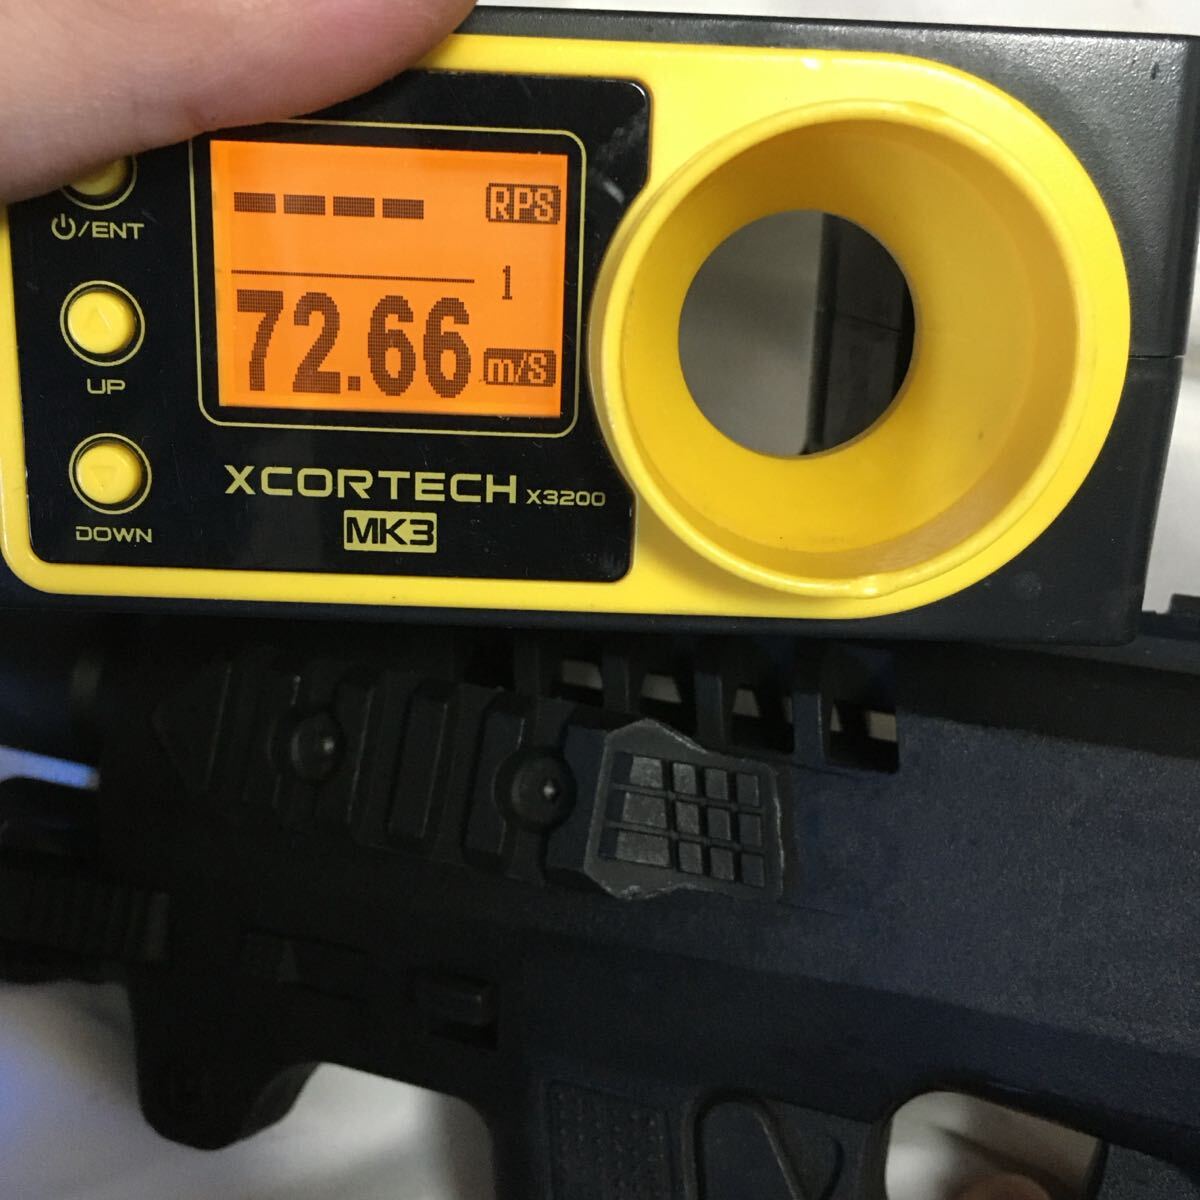 ---- RPS
1
72.66 m/S
⏻/ENT
UP
DOWN
XCORTECH X3200
MK3